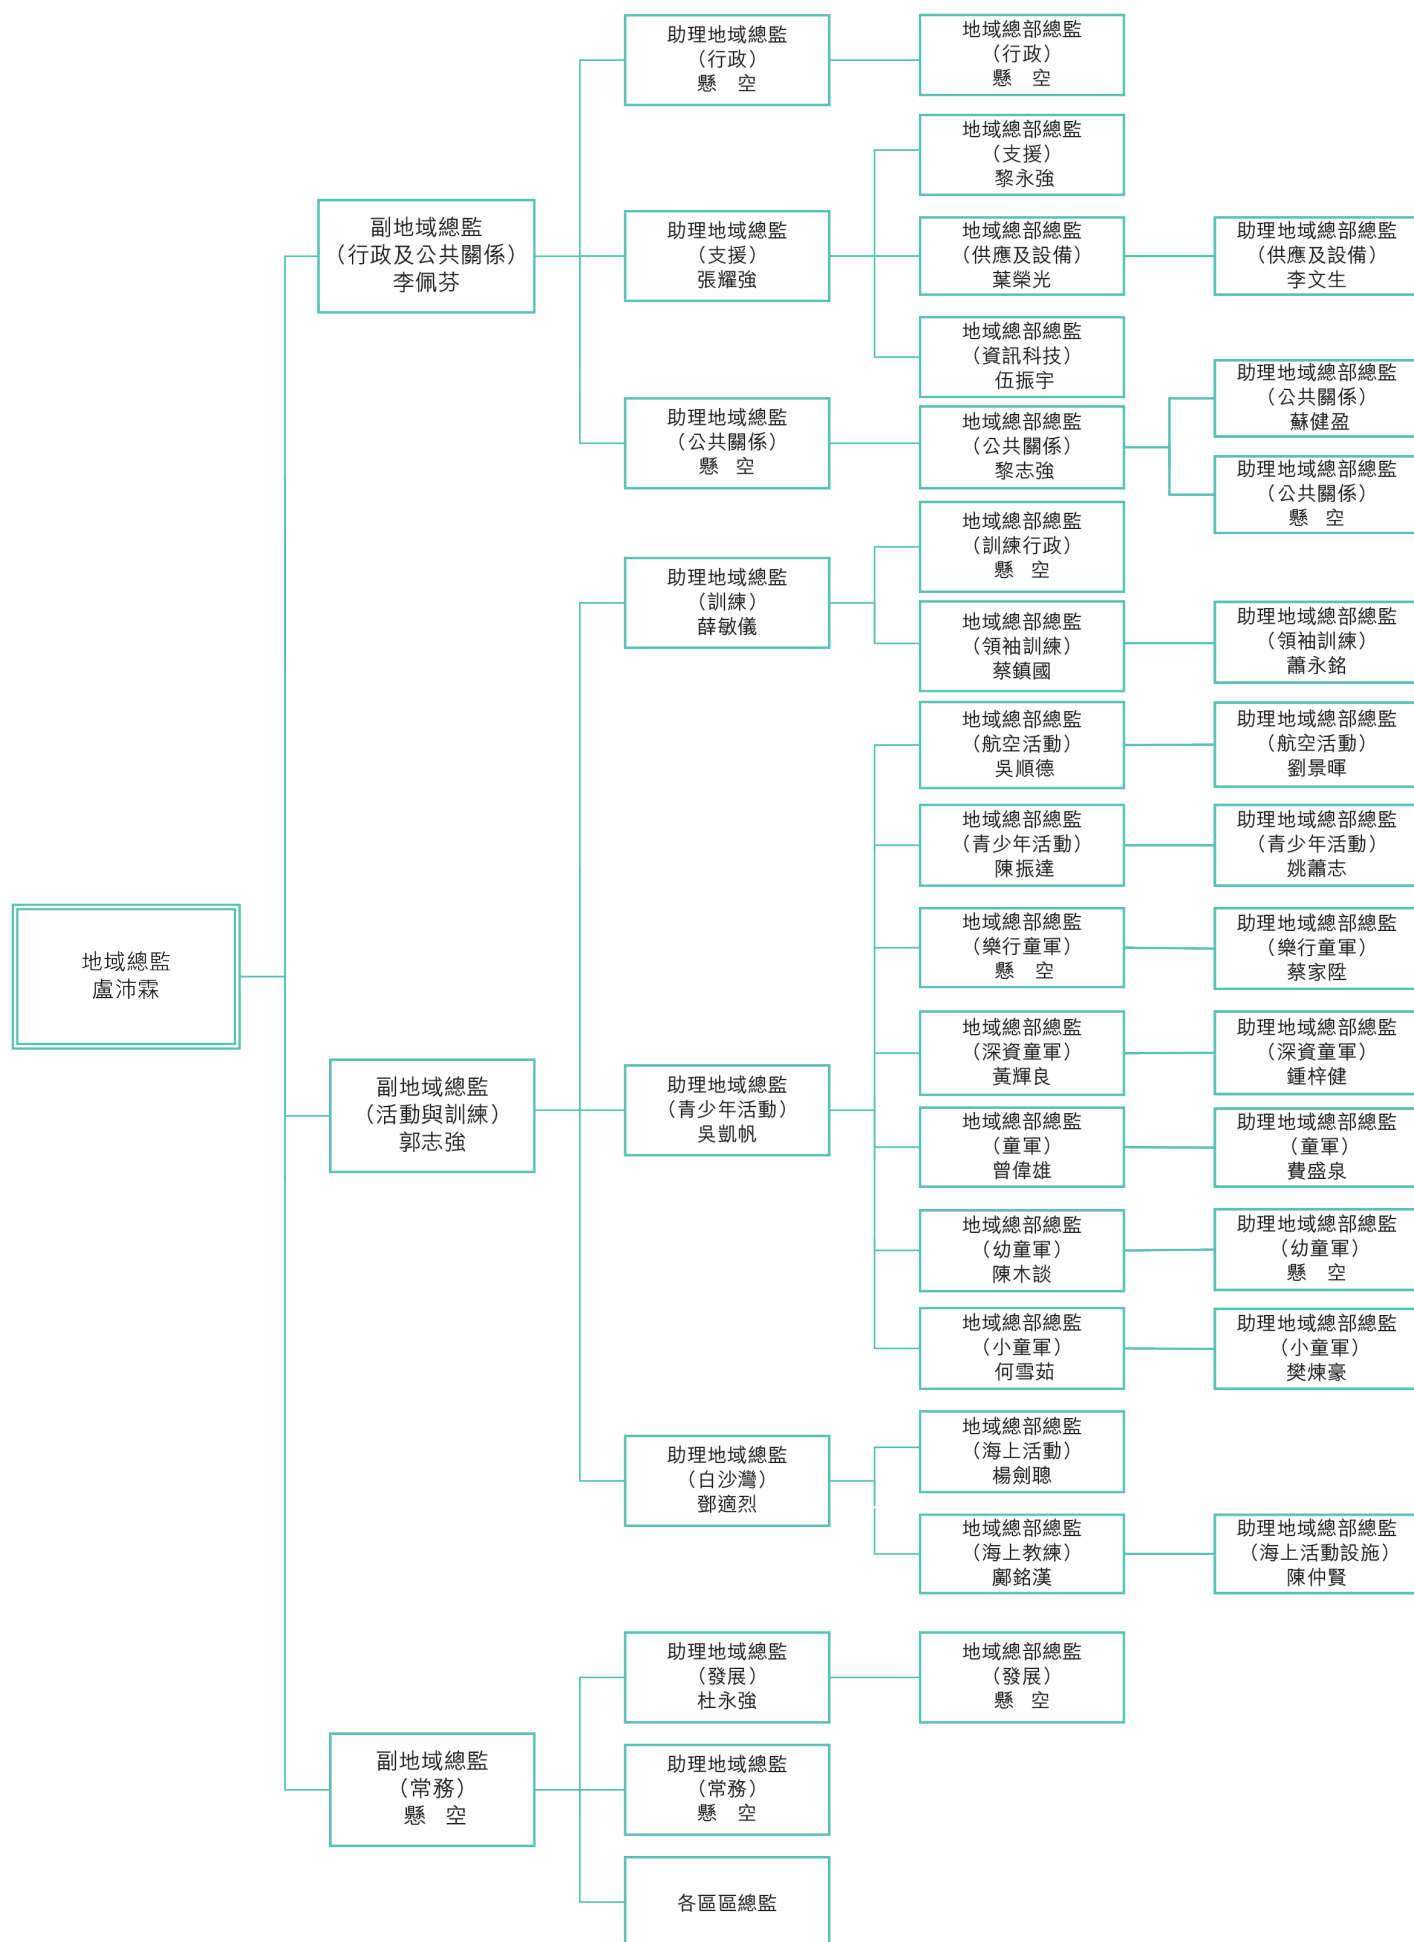 地域總監
盧沛霖
副地域總監
（行政及公共關係）
李佩芬
助理地域總監
（行政）
懸　空
地域總部總監
（行政）
懸　空
助理地域總監
（支援）
張耀強
地域總部總監
（支援）
黎永強
地域總部總監
（供應及設備）
葉榮光
助理地域總部總監
（供應及設備）
李文生
地域總部總監
（資訊科技）
伍振宇
助理地域總監
（公共關係）
懸　空
地域總部總監
（公共關係）
黎志強
助理地域總部總監
（公共關係）
蘇健盈
助理地域總部總監
（公共關係）
懸　空
副地域總監
（活動與訓練）
郭志強
助理地域總監
（訓練）
薛敏儀
地域總部總監
（訓練行政）
懸　空
地域總部總監
（領袖訓練）
蔡鎮國
助理地域總部總監
（領袖訓練）
蕭永銘
助理地域總監
（青少年活動）
吳凱帆
地域總部總監
（航空活動）
吳順德
助理地域總部總監
（航空活動）
劉景暉
地域總部總監
（青少年活動）
陳振達
助理地域總部總監
（青少年活動）
姚蕭志
地域總部總監
（樂行童軍）
懸　空
助理地域總部總監
（樂行童軍）
蔡家陞
地域總部總監
（深資童軍）
黃輝良
助理地域總部總監
（深資童軍）
鍾梓健
地域總部總監
（童軍）
曾偉雄
助理地域總部總監
（童軍）
費盛泉
地域總部總監
（幼童軍）
陳木談
助理地域總部總監
（幼童軍）
懸　空
地域總部總監
（小童軍）
何雪茹
助理地域總部總監
（小童軍）
樊煉豪
助理地域總監
（白沙灣）
鄧適烈
地域總部總監
（海上活動）
楊劍聰
地域總部總監
（海上教練）
鄺銘漢
助理地域總部總監
（海上活動設施）
陳仲賢
副地域總監
（常務）
懸　空
助理地域總監
（發展）
杜永強
地域總部總監
（發展）
懸　空
助理地域總監
（常務）
懸　空
各區區總監